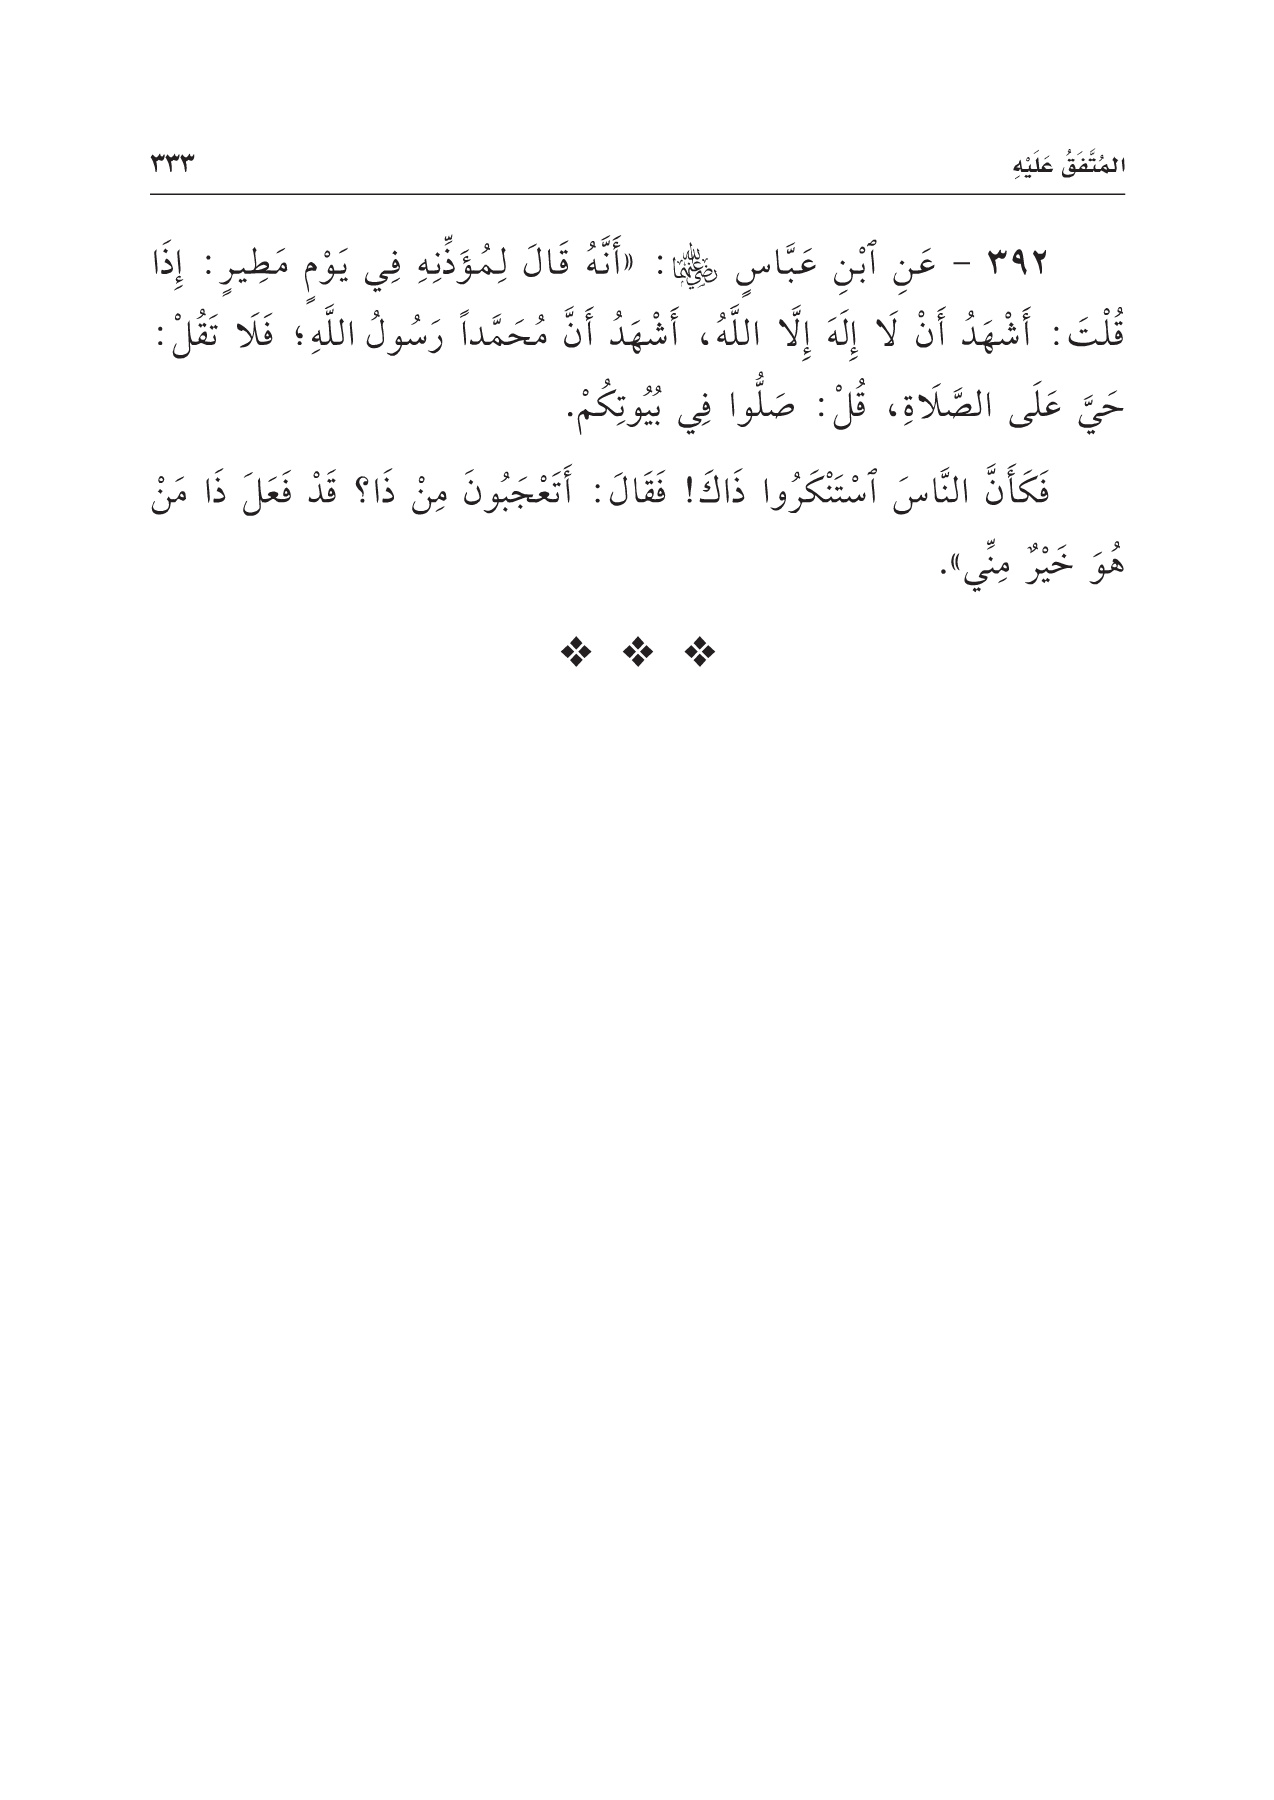 المُتَّفَقُ عَلَيْهِ ٣٣٣
٣٩٢ - عَنِ ٱبْنِ عَبَّاسٍ رضي الله عنهما: «أَنَّهُ قَالَ لِمُؤَذِّنِهِ فِي يَوْمٍ مَطِيرٍ: إِذَا
قُلْتَ: أَشْهَدُ أَنْ لَا إِلَهَ إِلَّا اللَّهُ، أَشْهَدُ أَنَّ مُحَمَّداً رَسُولُ اللَّهِ؛ فَلَا تَقُلْ:
حَيَّ عَلَى الصَّلَاةِ، قُلْ: صَلُّوا فِي بُيُوتِكُمْ.
فَكَأَنَّ النَّاسَ ٱسْتَنْكَرُوا ذَاكَ! فَقَالَ: أَتَعْجَبُونَ مِنْ ذَا؟ قَدْ فَعَلَ ذَا مَنْ
هُوَ خَيْرٌ مِنِّي».